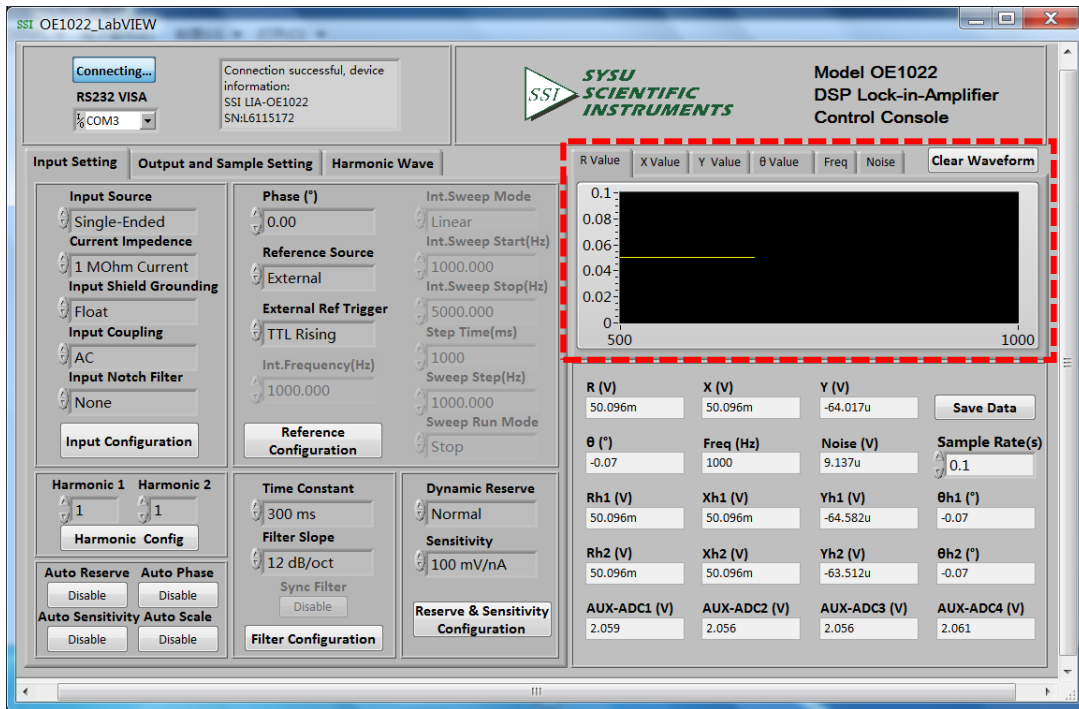 SSI OE1022_LabVIEW
Connecting...
RS232 VISA
COM3
Connection successful, device
information:
SSI LIA-OE1022
SN:L6115172
SSI
SYSU
SCIENTIFIC
INSTRUMENTS
Model OE1022
DSP Lock-in-Amplifier
Control Console
Input Setting Output and Sample Setting Harmonic Wave
Input Source
Single-Ended
Current Impedence
1 MOhm Current
Input Shield Grounding
Float
Input Coupling
AC
Input Notch Filter
None
Input Configuration
Phase (°)
0.00
Reference Source
External
External Ref Trigger
TTL Rising
Int.Frequency(Hz)
1000.000
Reference
Configuration
Int.Sweep Mode
Linear
Int.Sweep Start(Hz)
1000.000
Int.Sweep Stop(Hz)
5000.000
Step Time(ms)
1000
Sweep Step(Hz)
1000.000
Sweep Run Mode
Stop
Harmonic 1 Harmonic 2
1 1
Harmonic Config
Auto Reserve Auto Phase
Disable Disable
Auto Sensitivity Auto Scale
Disable Disable
Time Constant
300 ms
Filter Slope
12 dB/oct
Sync Filter
Disable
Filter Configuration
Dynamic Reserve
Normal
Sensitivity
100 mV/nA
Reserve & Sensitivity
Configuration
R Value X Value Y Value θ Value Freq Noise Clear Waveform
0.1
0.08
0.06
0.04
0.02
0
500 1000
R (V) X (V) Y (V)
50.096m 50.096m -64.017u Save Data
θ (°) Freq (Hz) Noise (V) Sample Rate(s)
-0.07 1000 9.137u 0.1
Rh1 (V) Xh1 (V) Yh1 (V) θh1 (°)
50.096m 50.096m -64.582u -0.07
Rh2 (V) Xh2 (V) Yh2 (V) θh2 (°)
50.096m 50.096m -63.512u -0.07
AUX-ADC1 (V) AUX-ADC2 (V) AUX-ADC3 (V) AUX-ADC4 (V)
2.059 2.056 2.056 2.061